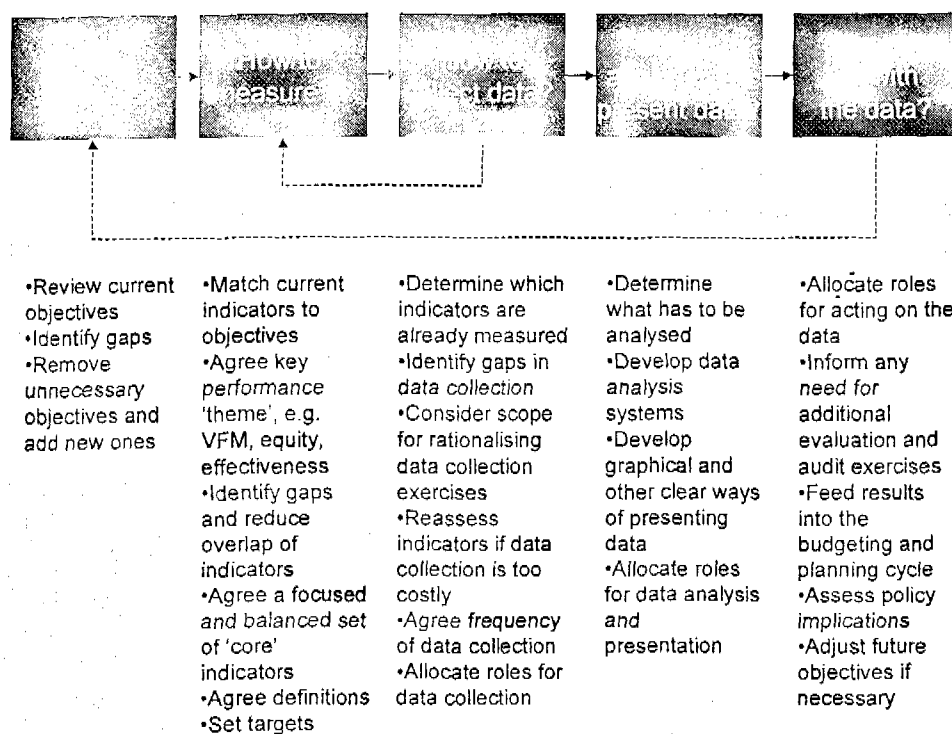 How to
measure
data?
present data?
with
the data?
•Review current
objectives
•Identify gaps
•Remove
unnecessary
objectives and
add new ones
•Match current
indicators to
objectives
•Agree key
performance
'theme', e.g.
VFM, equity,
effectiveness
•Identify gaps
and reduce
overlap of
indicators
•Agree a focused
and balanced set
of 'core'
indicators
•Agree definitions
•Set targets
•Determine which
indicators are
already measured
•Identify gaps in
data collection
•Consider scope
for rationalising
data collection
exercises
•Reassess
indicators if data
collection is too
costly
•Agree frequency
of data collection
•Allocate roles for
data collection
•Determine
what has to be
analysed
•Develop data
analysis
systems
•Develop
graphical and
other clear ways
of presenting
data
•Allocate roles
for data analysis
and
presentation
•Allocate roles
for acting on the
data
•Inform any
need for
additional
evaluation and
audit exercises
•Feed results
into the
budgeting and
planning cycle
•Assess policy
implications
•Adjust future
objectives if
necessary